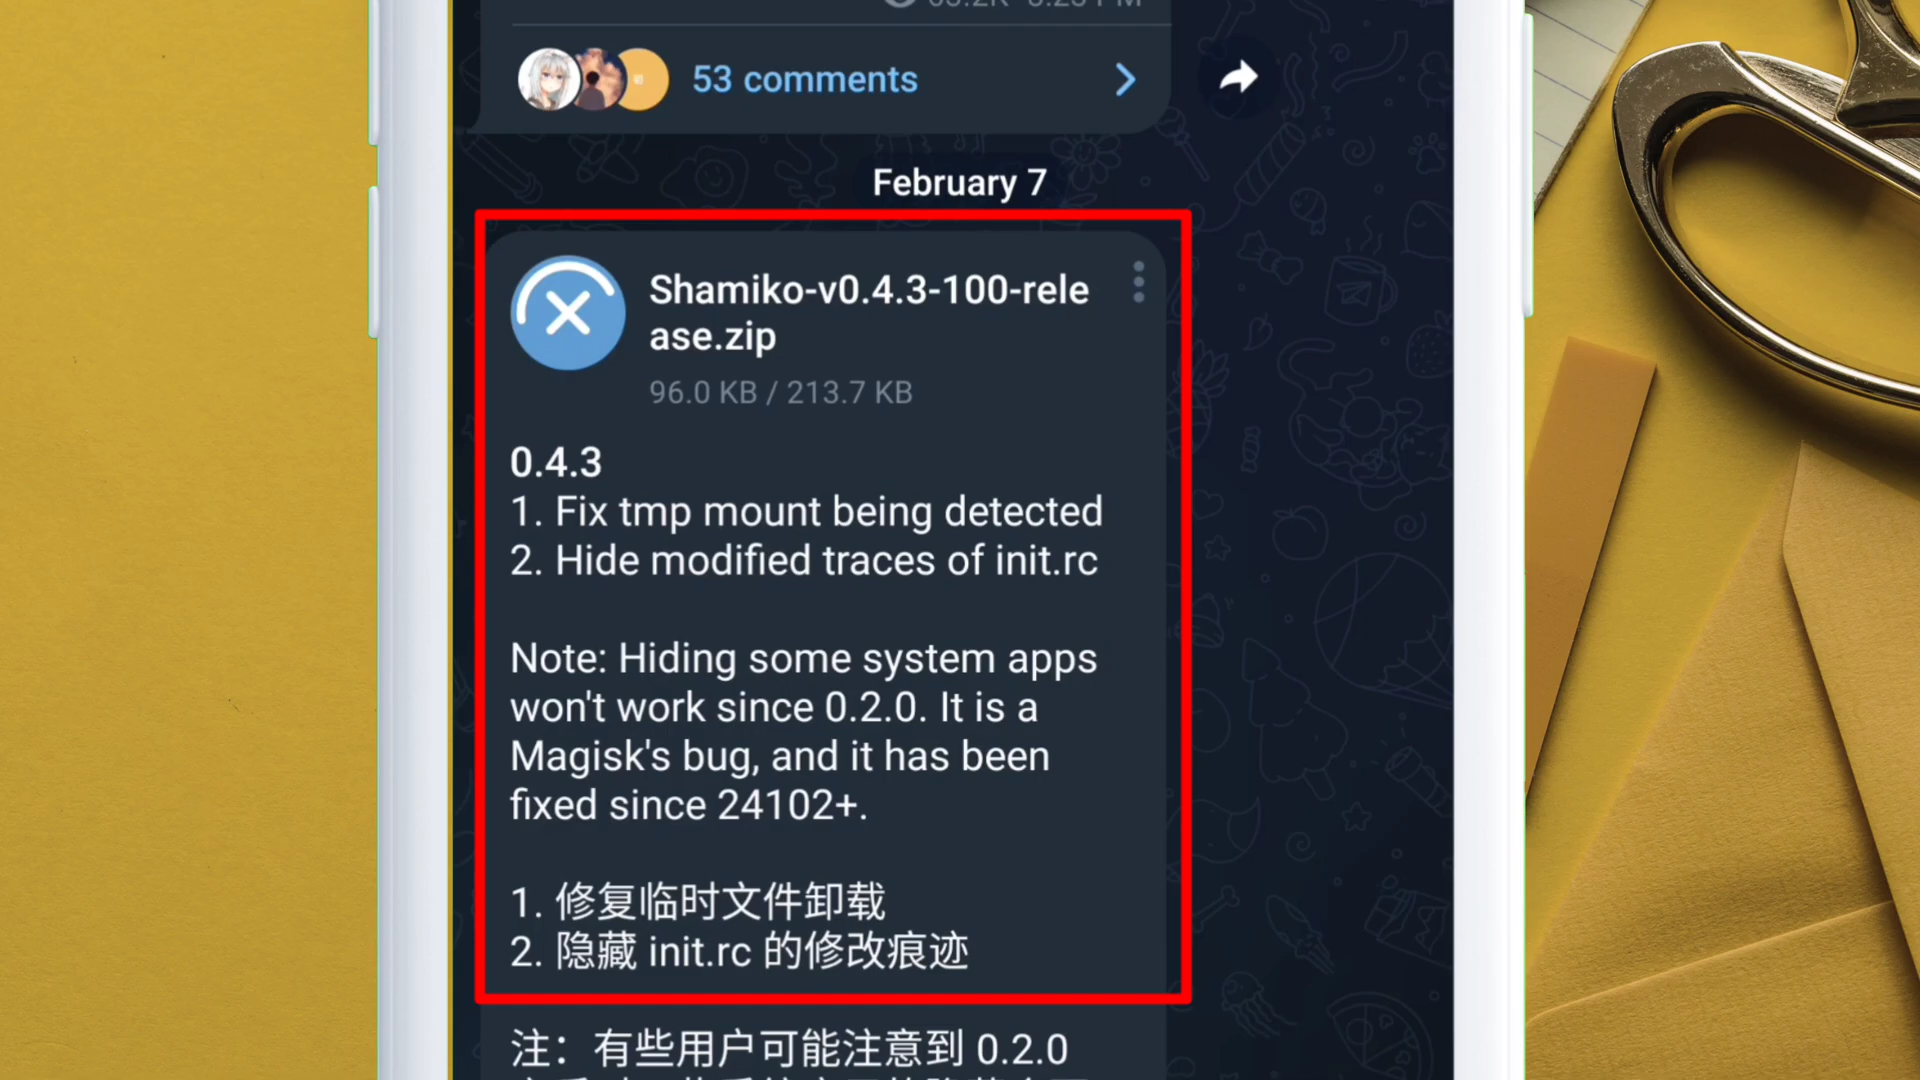 53 comments
February 7
Shamiko-v0.4.3-100-rele
ase.zip
96.0 KB / 213.7 KB
0.4.3
1. Fix tmp mount being detected
2. Hide modified traces of init.rc
Note: Hiding some system apps
won't work since 0.2.0. It is a
Magisk's bug, and it has been
fixed since 24102+.
1. 修复临时文件卸载
2. 隐藏 init.rc 的修改痕迹
注：有些用户可能注意到 0.2.0